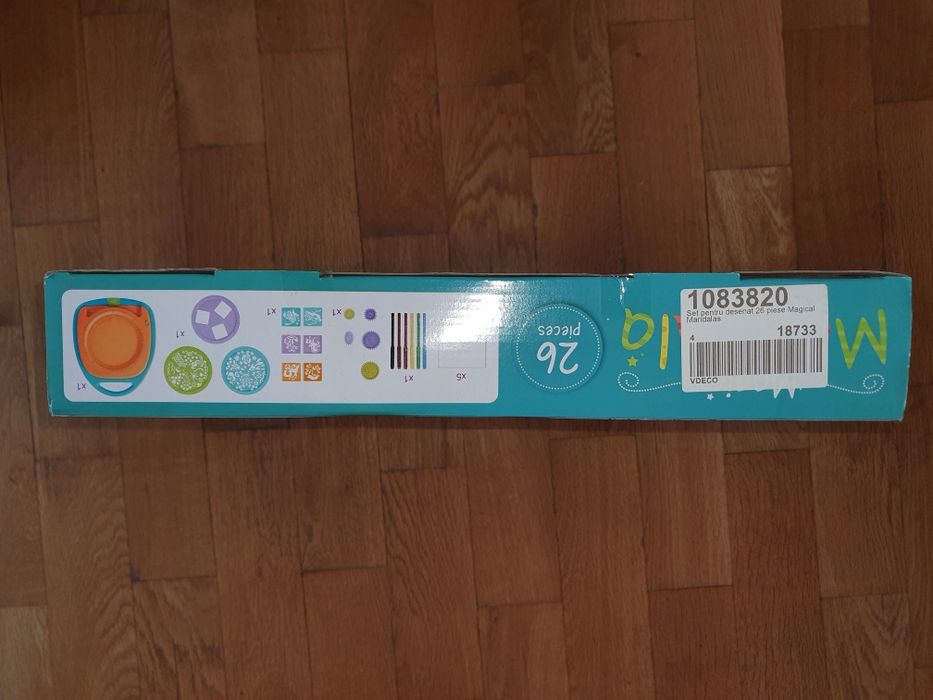 1083820
Set pentru desenat 26 piese Magical
Mandalas
18733
4
VDECO
26
pieces
x5
x1
x1
x1
x1
x1